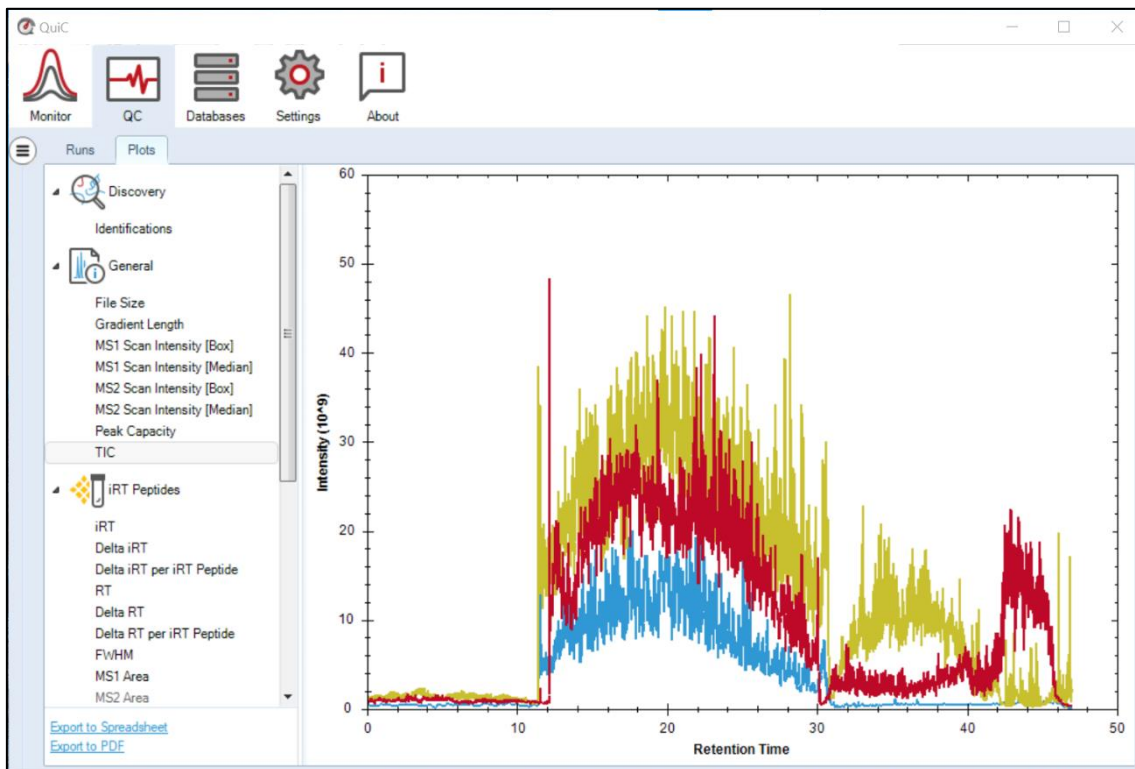 QuiC
Monitor
QC
Databases
Settings
About
Runs
Plots
Discovery
Identifications
General
File Size
Gradient Length
MS1 Scan Intensity [Box]
MS1 Scan Intensity [Median]
MS2 Scan Intensity [Box]
MS2 Scan Intensity [Median]
Peak Capacity
TIC
iRT Peptides
iRT
Delta iRT
Delta iRT per iRT Peptide
RT
Delta RT
Delta RT per iRT Peptide
FWHM
MS1 Area
MS2 Area
Export to Spreadsheet
Export to PDF
Intensity (10^9)
60
50
40
30
20
10
0
0
10
20
30
40
50
Retention Time